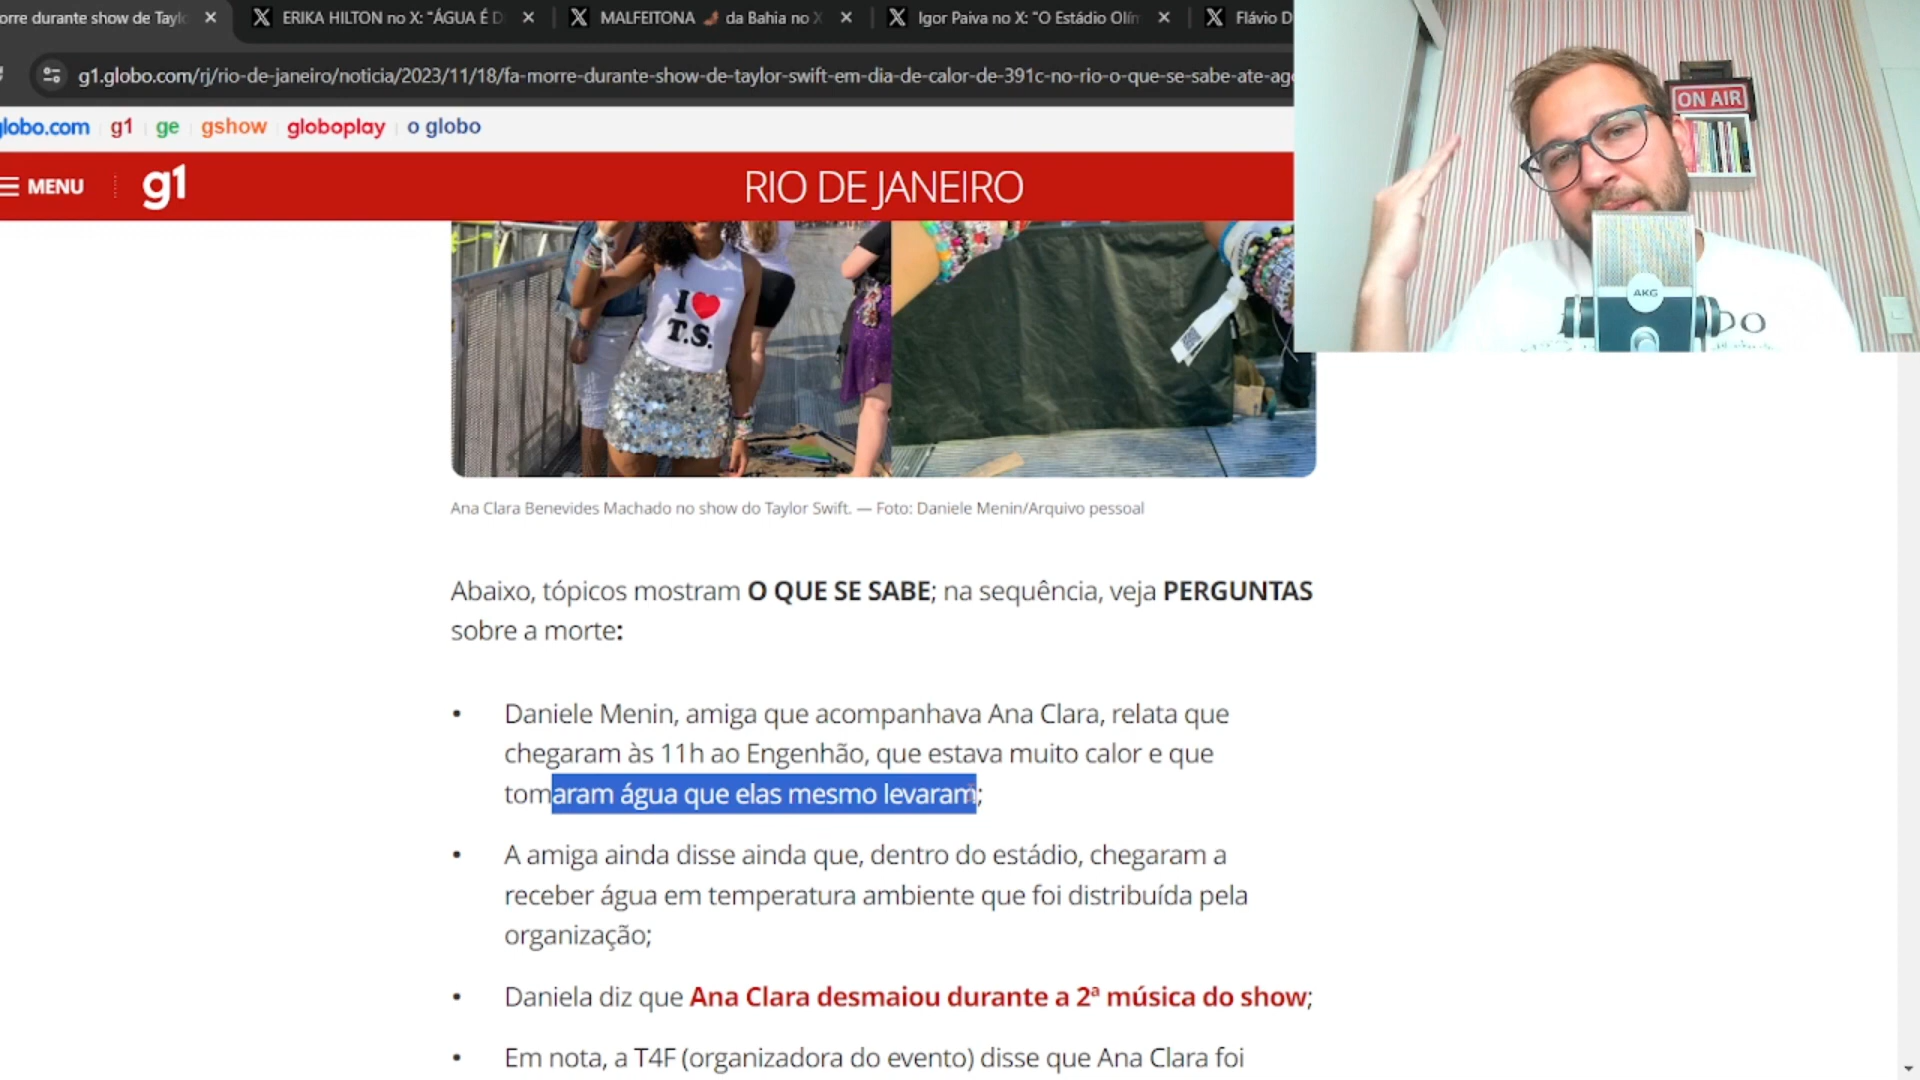 orre durante show de Tayl
ERIKA HILTON no X: "ÁGUA É D
MALFEITONA da Bahia no X
Igor Paiva no X: "O Estádio Olím
Flávio D
g1.globo.com/rj/rio-de-janeiro/noticia/2023/11/18/fa-morre-durante-show-de-taylor-swift-em-dia-de-calor-de-391c-no-rio-o-que-se-sabe-ate-ag
globo.com g1 ge gshow globoplay o globo
MENU g1 RIO DE JANEIRO
ON AIR
AKG
I
T.S.
Ana Clara Benevides Machado no show do Taylor Swift. — Foto: Daniele Menin/Arquivo pessoal
Abaixo, tópicos mostram O QUE SE SABE; na sequência, veja PERGUNTAS
sobre a morte:
• Daniele Menin, amiga que acompanhava Ana Clara, relata que
chegaram às 11h ao Engenhão, que estava muito calor e que
tomaram água que elas mesmo levaram;
• A amiga ainda disse ainda que, dentro do estádio, chegaram a
receber água em temperatura ambiente que foi distribuída pela
organização;
• Daniela diz que Ana Clara desmaiou durante a 2ª música do show;
• Em nota, a T4F (organizadora do evento) disse que Ana Clara foi